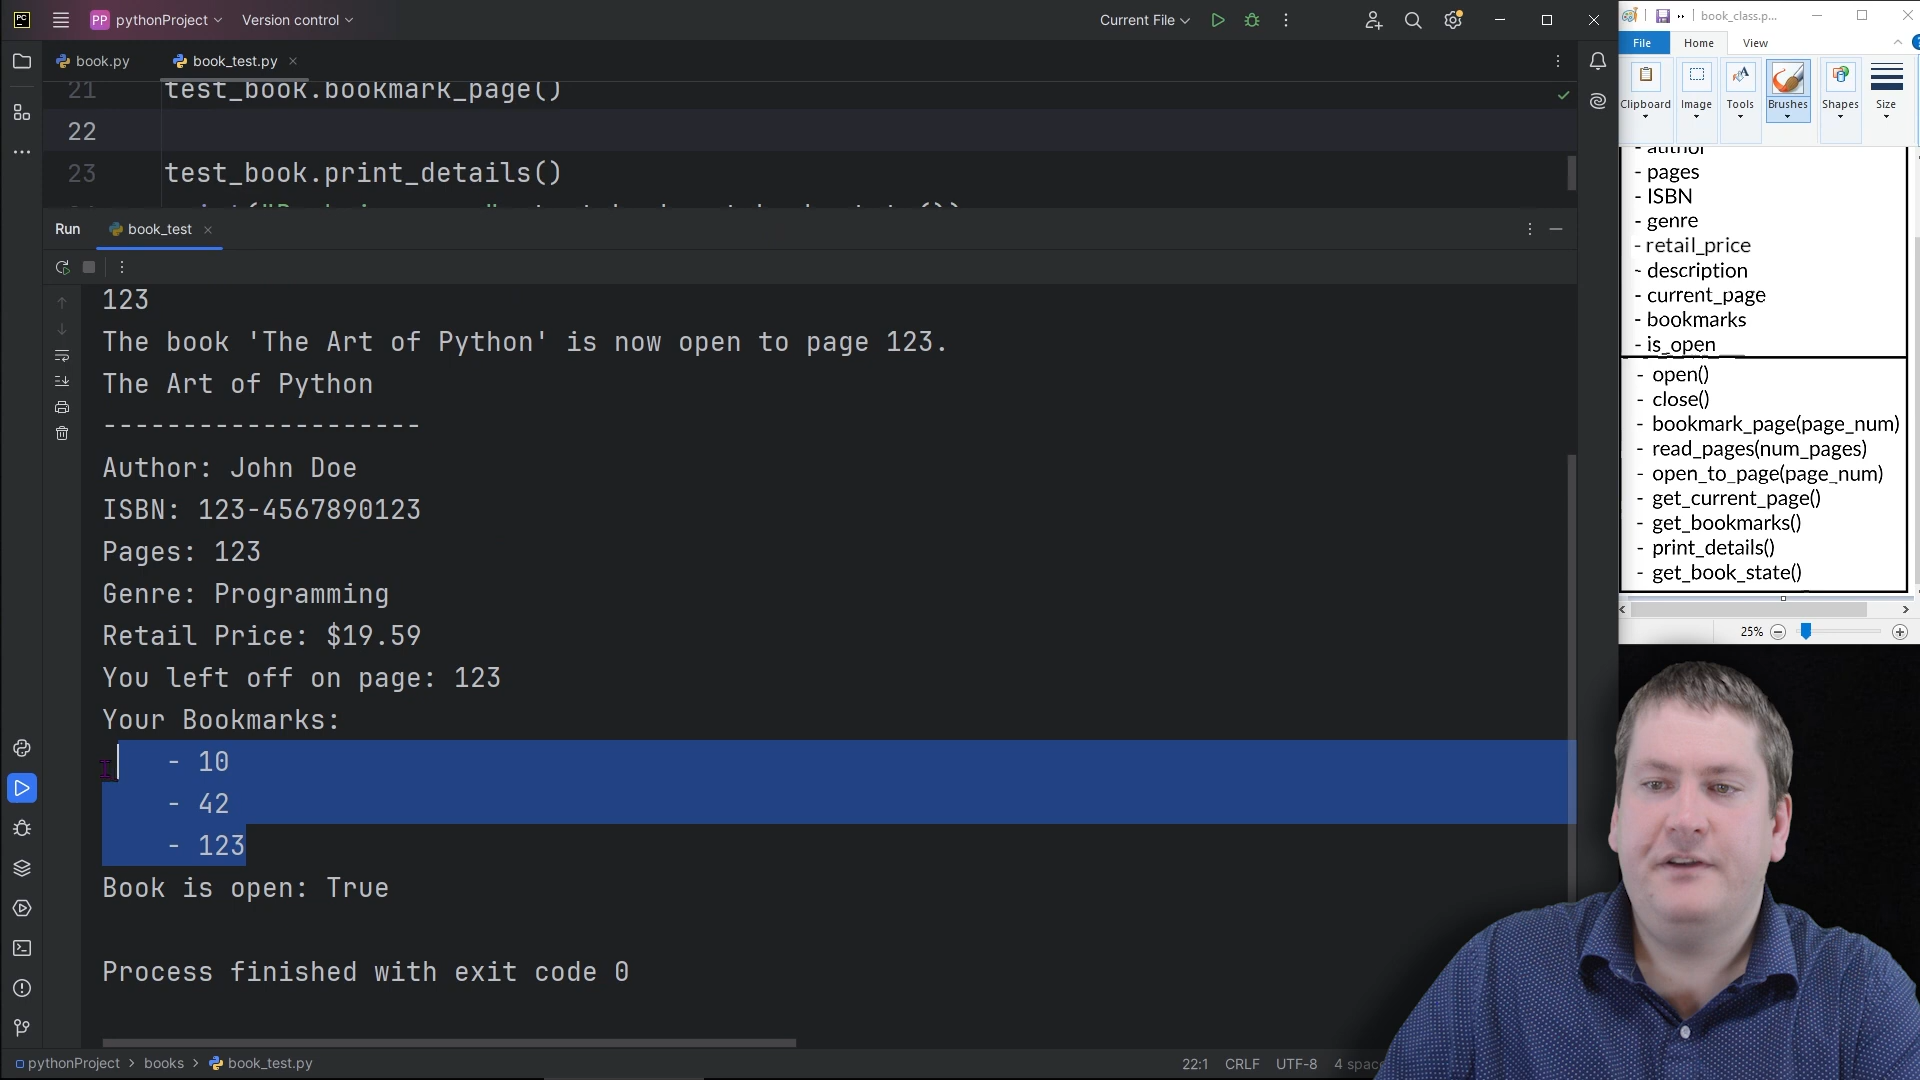 PC
PP pythonProject
Version control
Current File
book.py
book_test.py
21 test_book.bookmark_page()
22
23 test_book.print_details()
Run
book_test
123
The book 'The Art of Python' is now open to page 123.
The Art of Python
--------------------
Author: John Doe
ISBN: 123-4567890123
Pages: 123
Genre: Programming
Retail Price: $19.59
You left off on page: 123
Your Bookmarks:
- 10
- 42
- 123
Book is open: True
Process finished with exit code 0
pythonProject > books > book_test.py
22:1 CRLF UTF-8 4
book_class.p...
File Home View
Clipboard Image Tools Brushes Shapes Size
- author
- pages
- ISBN
- genre
- retail_price
- description
- current_page
- bookmarks
- is_open
- open()
- close()
- bookmark_page(page_num)
- read_pages(num_pages)
- open_to_page(page_num)
- get_current_page()
- get_bookmarks()
- print_details()
- get_book_state()
25%